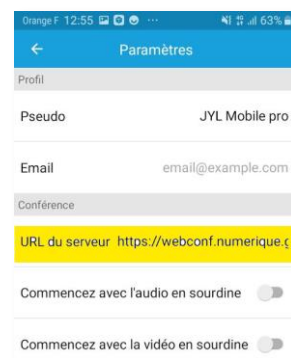 Orange F 12:55 63%
Paramètres
Profil
Pseudo JYL Mobile pro
Email email@example.com
Conférence
URL du serveur https://webconf.numerique.g
Commencez avec l'audio en sourdine
Commencez avec la vidéo en sourdine